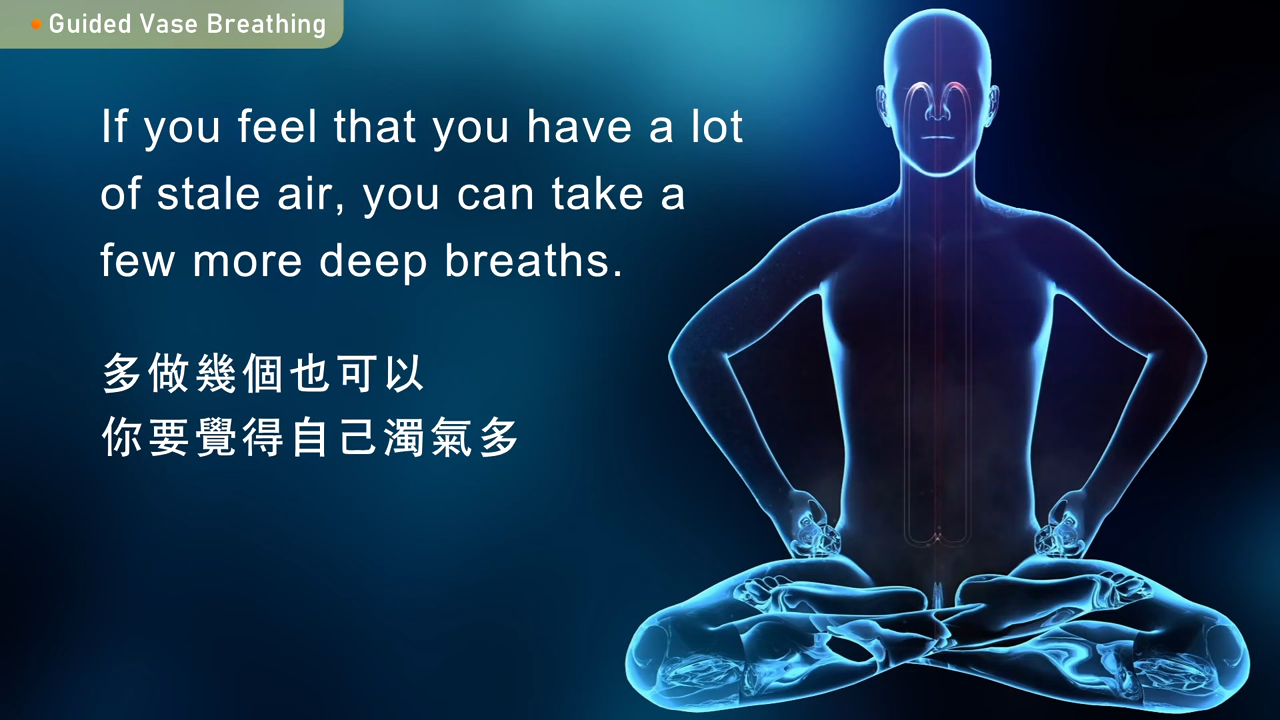 Guided Vase Breathing
If you feel that you have a lot
of stale air, you can take a
few more deep breaths.
多做幾個也可以
你要覺得自己濁氣多